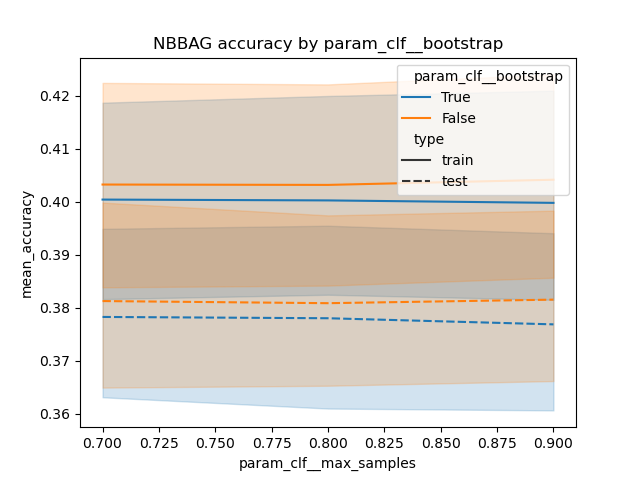 NBBAG accuracy by param_clf__bootstrap
param_clf__bootstrap
True
False
type
train
test
mean_accuracy
0.42
0.41
0.40
0.39
0.38
0.37
0.36
0.700 0.725 0.750 0.775 0.800 0.825 0.850 0.875 0.900
param_clf__max_samples